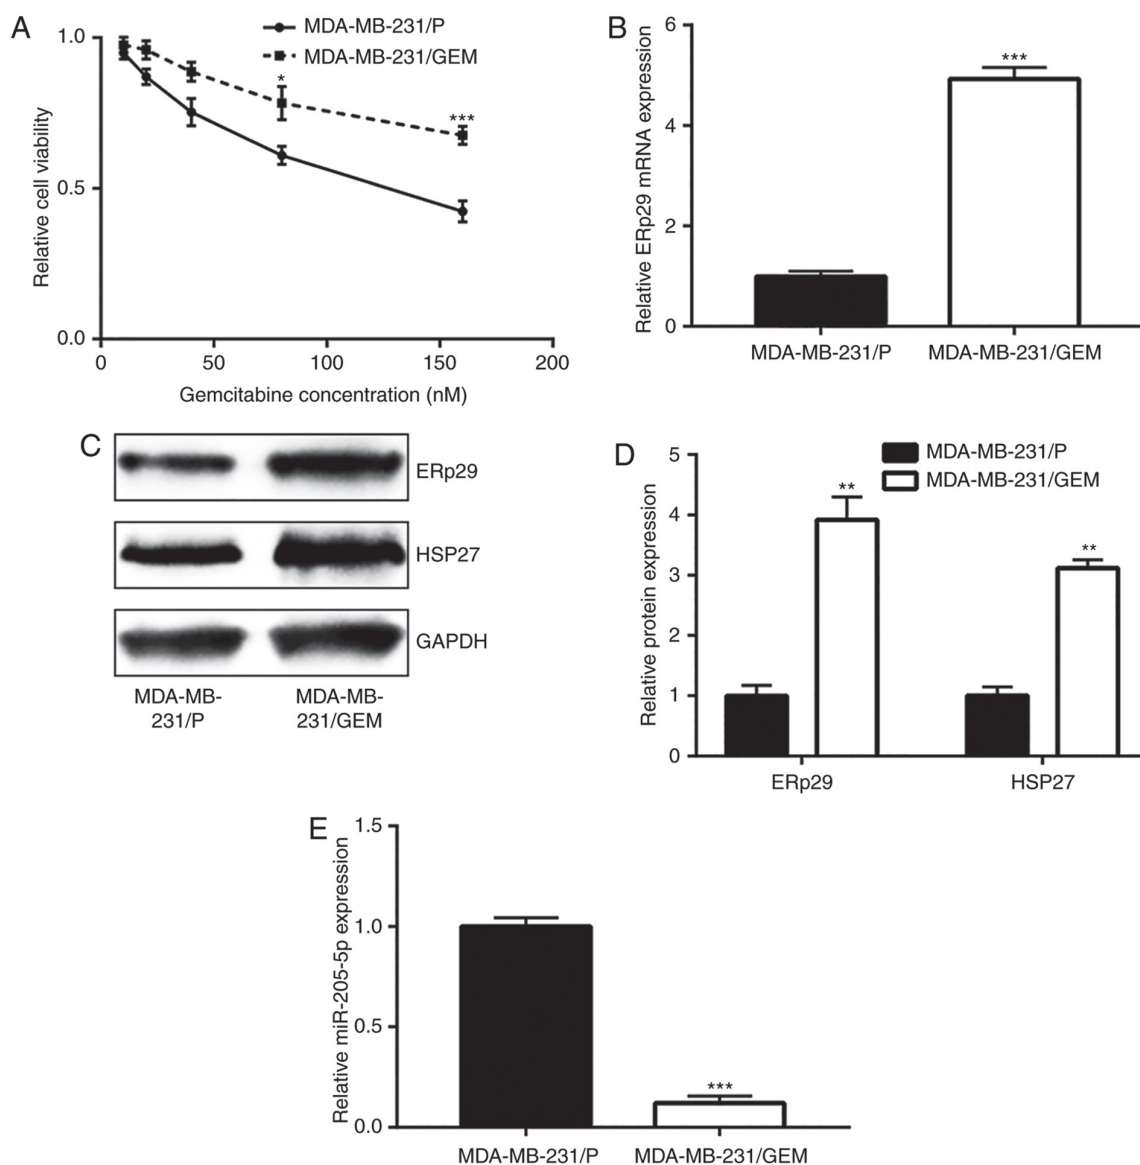 A
MDA-MB-231/P
MDA-MB-231/GEM
1.0
0.5
0.0
*
***
Relative cell viability
0
50
100
150
200
Gemcitabine concentration (nM)
B
6
4
2
0
***
Relative ERp29 mRNA expression
MDA-MB-231/P
MDA-MB-231/GEM
C
ERp29
HSP27
GAPDH
MDA-MB-
231/P
MDA-MB-
231/GEM
D
MDA-MB-231/P
MDA-MB-231/GEM
5
4
3
2
1
0
**
**
Relative protein expression
ERp29
HSP27
E
1.5
1.0
0.5
0.0
***
Relative miR-205-5p expression
MDA-MB-231/P
MDA-MB-231/GEM